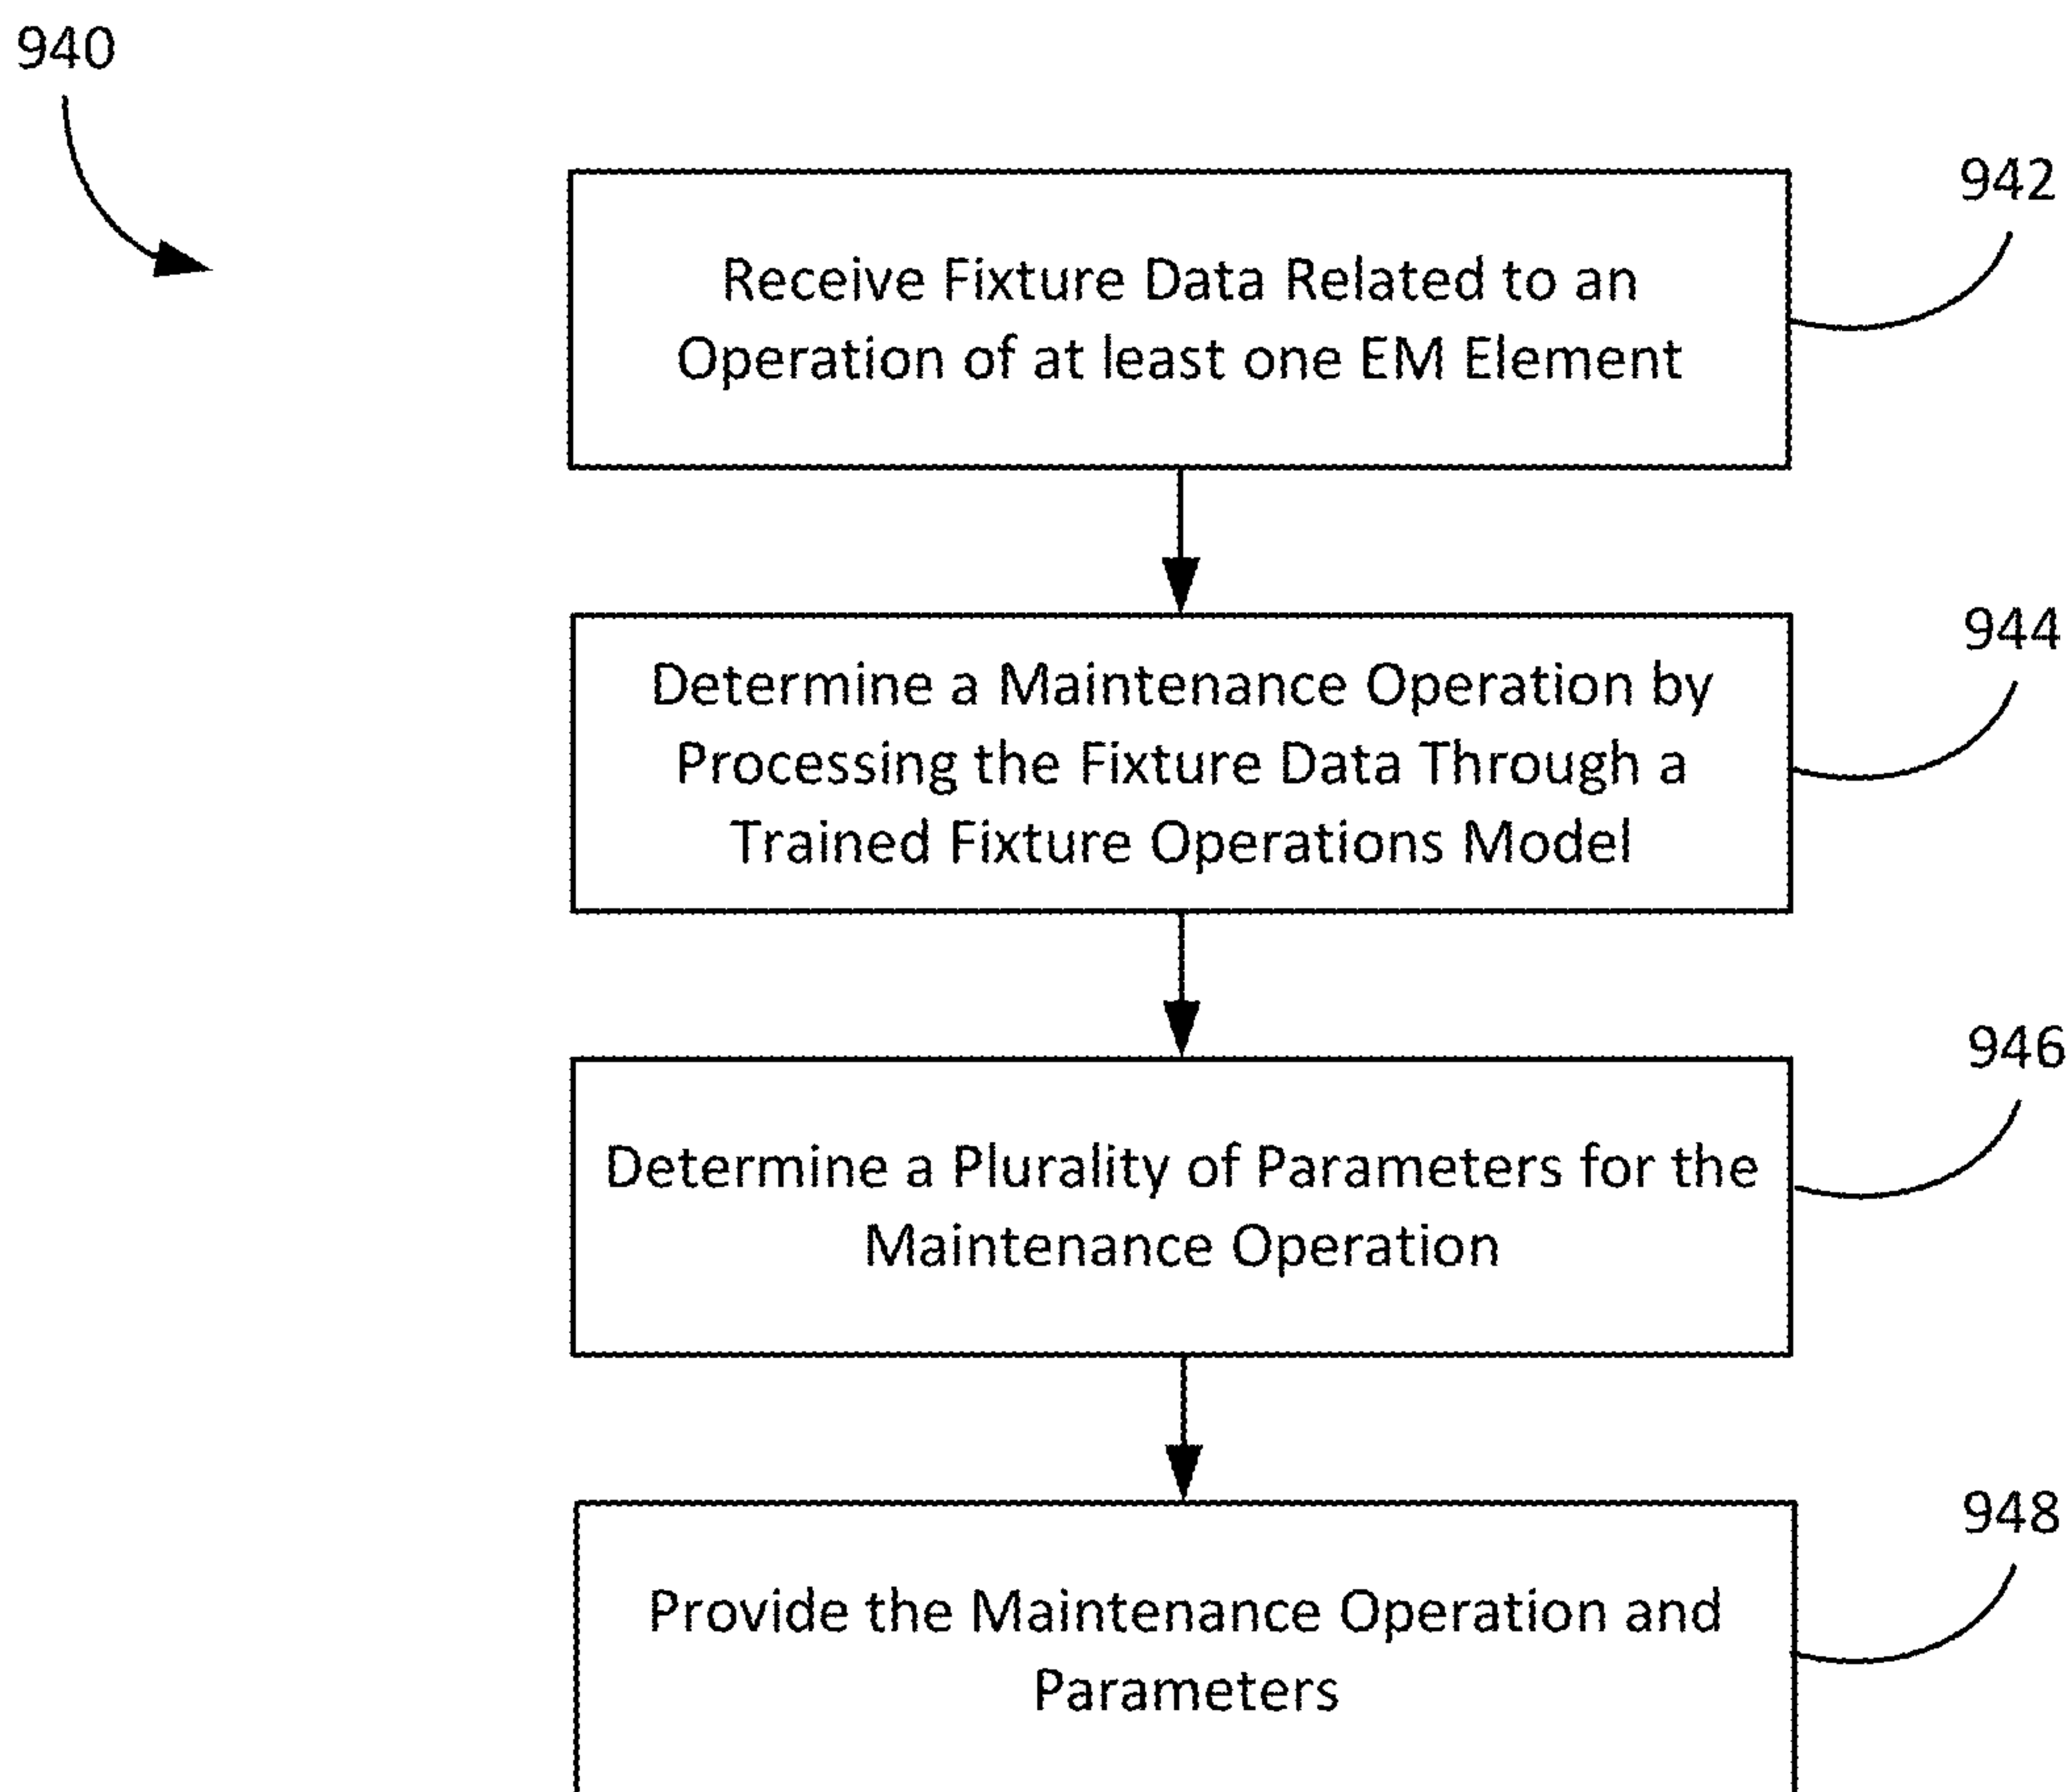 940
942
Receive Fixture Data Related to an
Operation of at least one EM Element
944
Determine a Maintenance Operation by
Processing the Fixture Data Through a
Trained Fixture Operations Model
946
Determine a Plurality of Parameters for the
Maintenance Operation
948
Provide the Maintenance Operation and
Parameters